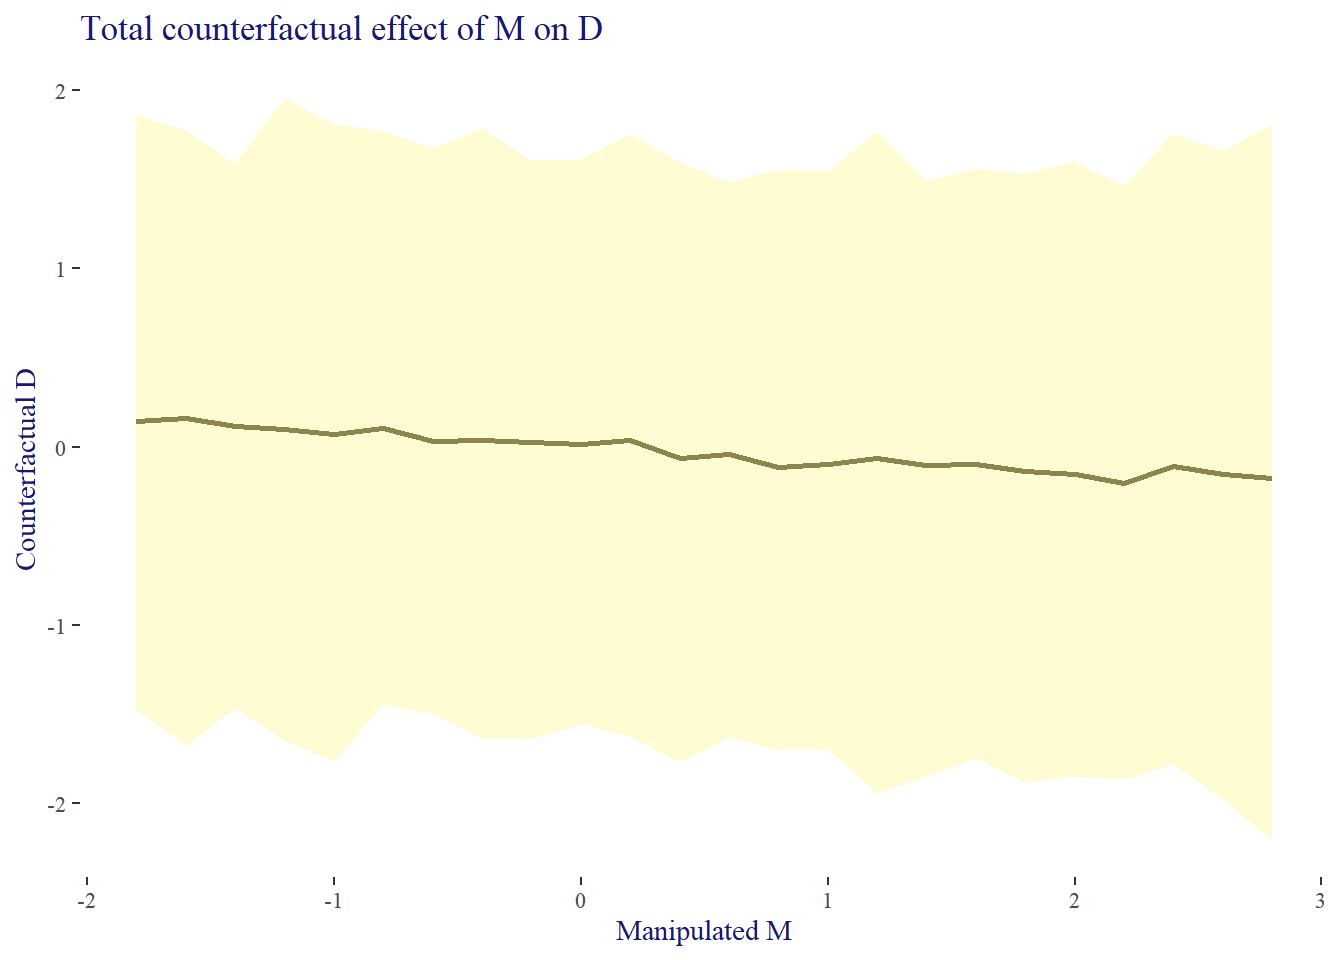 Total counterfactual effect of M on D
2
1
0
-1
-2
Counterfactual D
-2 -1 0 1 2 3
Manipulated M